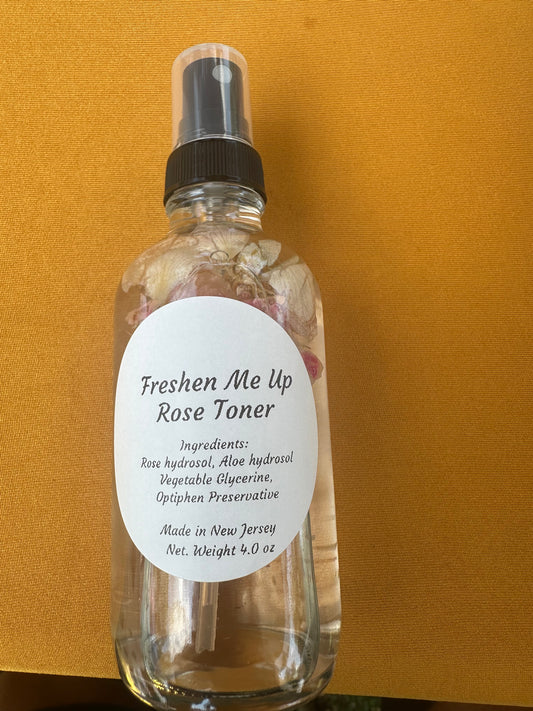 Freshen Me Up
Rose Toner
Ingredients:
Rose hydrosol, Aloe hydrosol
Vegetable Glycerine,
Optiphen Preservative
Made in New Jersey
Net. Weight 4.0 oz